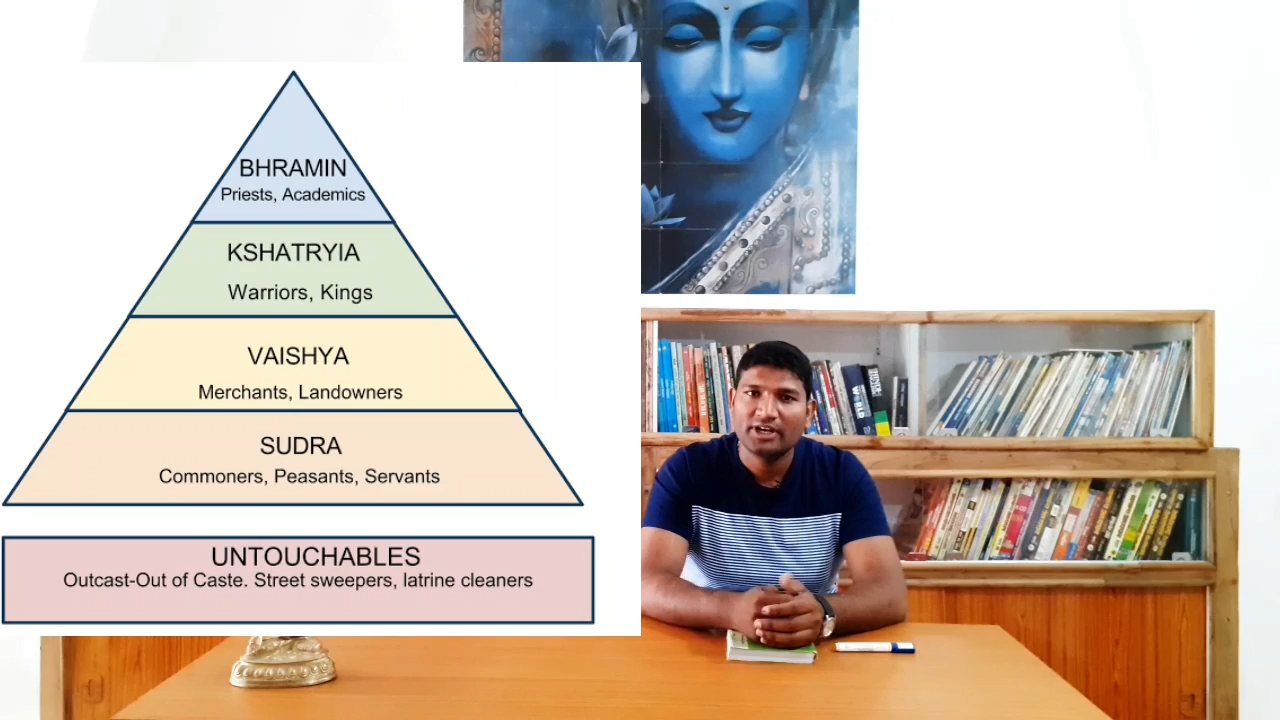 BHRAMIN
Priests, Academics
KSHATRYIA
Warriors, Kings
VAISHYA
Merchants, Landowners
SUDRA
Commoners, Peasants, Servants
UNTOUCHABLES
Outcast-Out of Caste. Street sweepers, latrine cleaners